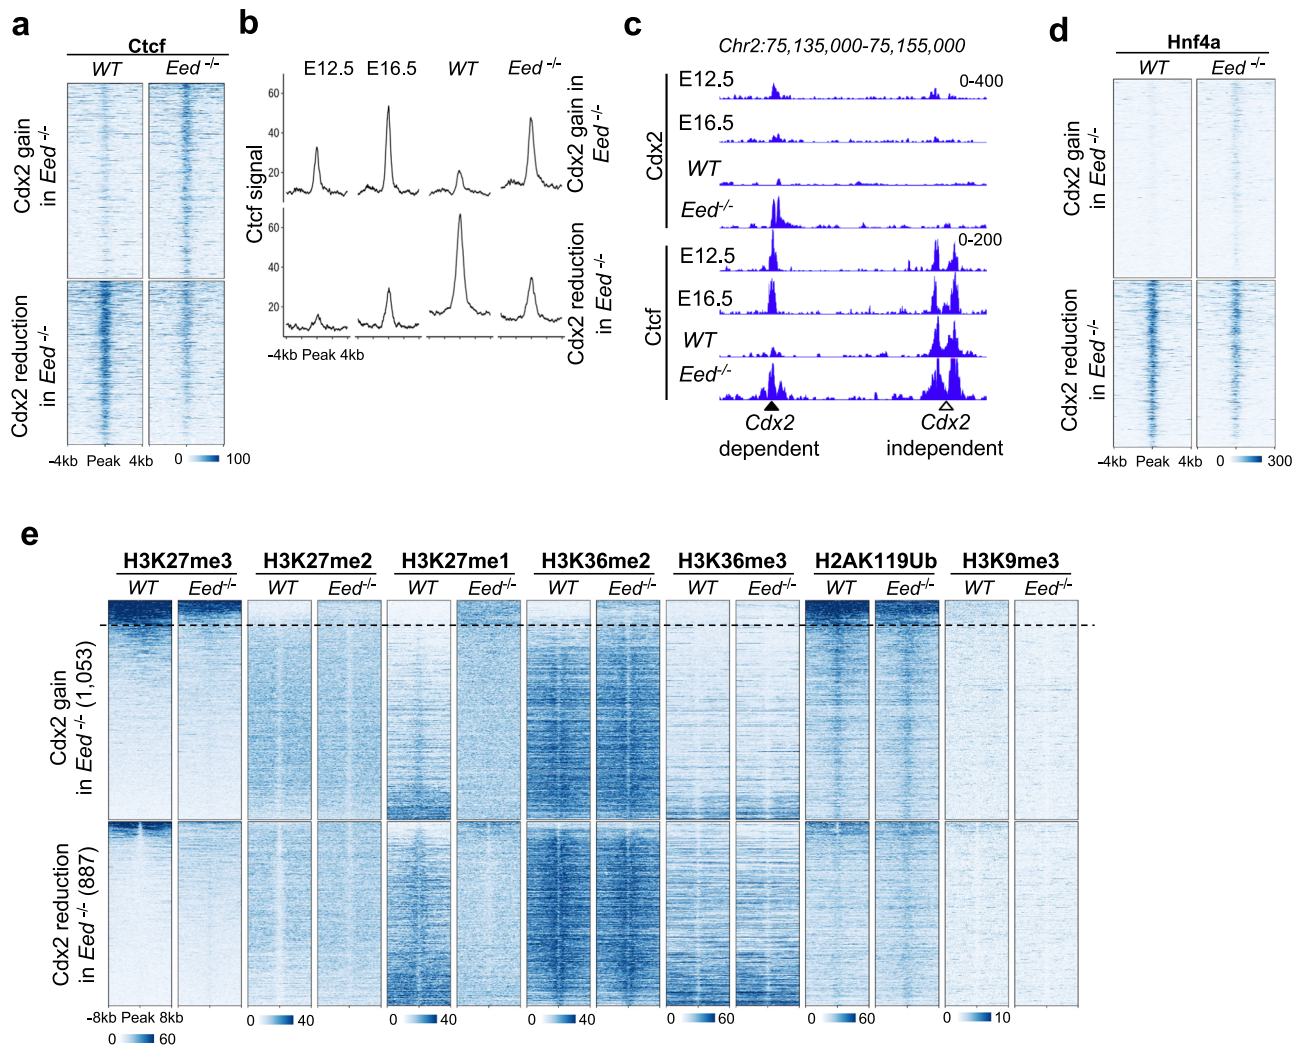 a
Ctcf
WT Eed -/-
Cdx2 gain
in Eed -/-
Cdx2 reduction
in Eed -/-
-4kb Peak 4kb 0 100
b
E12.5 E16.5 WT Eed -/-
Ctcf signal
60
40
20
Cdx2 gain in
Eed -/-
60
40
20
Cdx2 reduction
in Eed -/-
-4kb Peak 4kb
c
Chr2:75,135,000-75,155,000
Cdx2
E12.5 0-400
E16.5
WT
Eed-/-
Ctcf
E12.5 0-200
E16.5
WT
Eed-/-
Cdx2
dependent
Cdx2
independent
d
Hnf4a
WT Eed -/-
Cdx2 gain
in Eed -/-
Cdx2 reduction
in Eed -/-
-4kb Peak 4kb 0 300
e
H3K27me3 H3K27me2 H3K27me1 H3K36me2 H3K36me3 H2AK119Ub H3K9me3
WT Eed-/- WT Eed-/- WT Eed-/- WT Eed-/- WT Eed-/- WT Eed-/- WT Eed-/-
Cdx2 gain
in Eed -/- (1,053)
Cdx2 reduction
in Eed -/- (887)
-8kb Peak 8kb
0 60
0 40
0 40
0 40
0 60
0 60
0 10